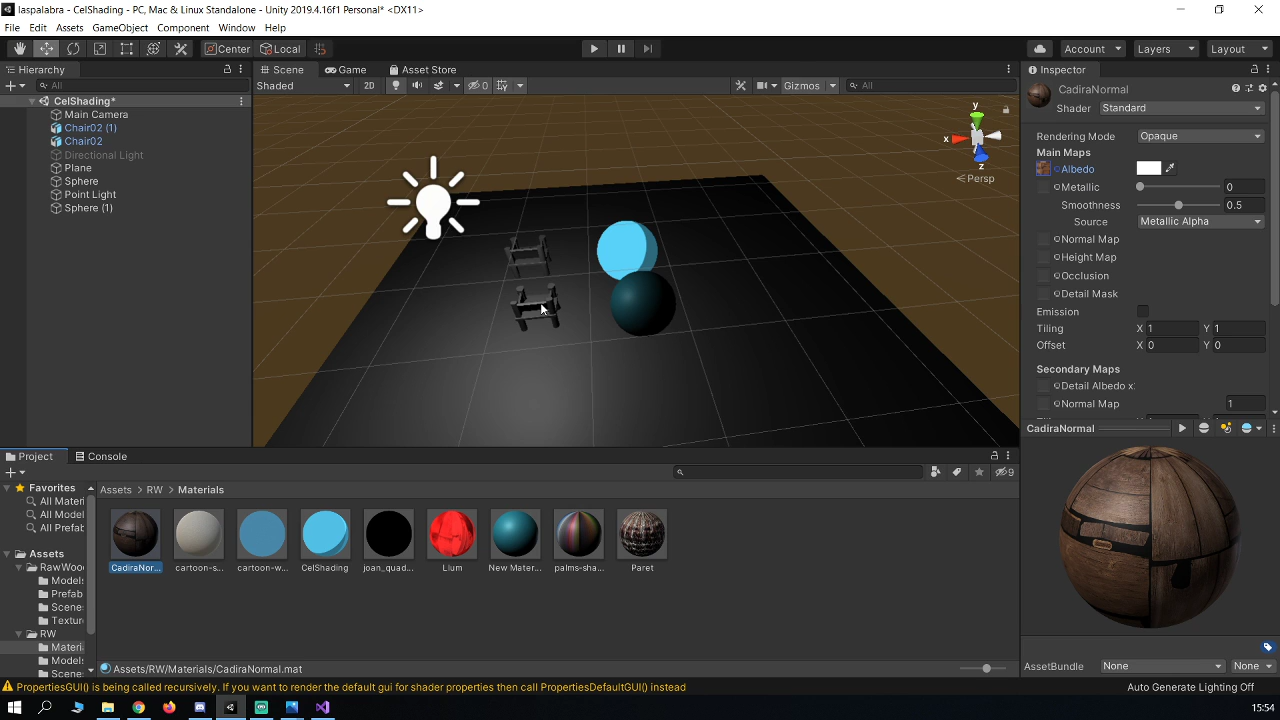 laspalabra - CelShading - PC, Mac & Linux Standalone - Unity 2019.4.16f1 Personal* <DX11>
File Edit Assets GameObject Component Window Help
Center Local Account Layers Layout
Hierarchy Scene Game Asset Store Inspector
All Shaded 2D 0 Gizmos All
CelShading*
Main Camera
Chair02 (1)
Chair02
Directional Light
Plane
Sphere
Point Light
Sphere (1)
y
x
z
Persp
CadiraNormal
Shader Standard
Rendering Mode Opaque
Main Maps
Albedo
Metallic 0
Smoothness 0.5
Source Metallic Alpha
Normal Map
Height Map
Occlusion
Detail Mask
Emission
Tiling X 1 Y 1
Offset X 0 Y 0
Secondary Maps
Detail Albedo x
Normal Map 1
CadiraNormal
Project Console
9
Favorites
All Materi
All Model
All Prefab
Assets
RawWoo
Models
Prefab
Scene
Textur
RW
Materi
Models
Scene
Assets RW Materials
CadiraNor... cartoon-s... cartoon-w... CelShading joan_quad... Llum New Mater... palms-sha... Paret
Assets/RW/Materials/CadiraNormal.mat
AssetBundle None None
PropertiesGUI() is being called recursively. If you want to render the default gui for shader properties then call PropertiesDefaultGUI() instead
Auto Generate Lighting Off
15:54